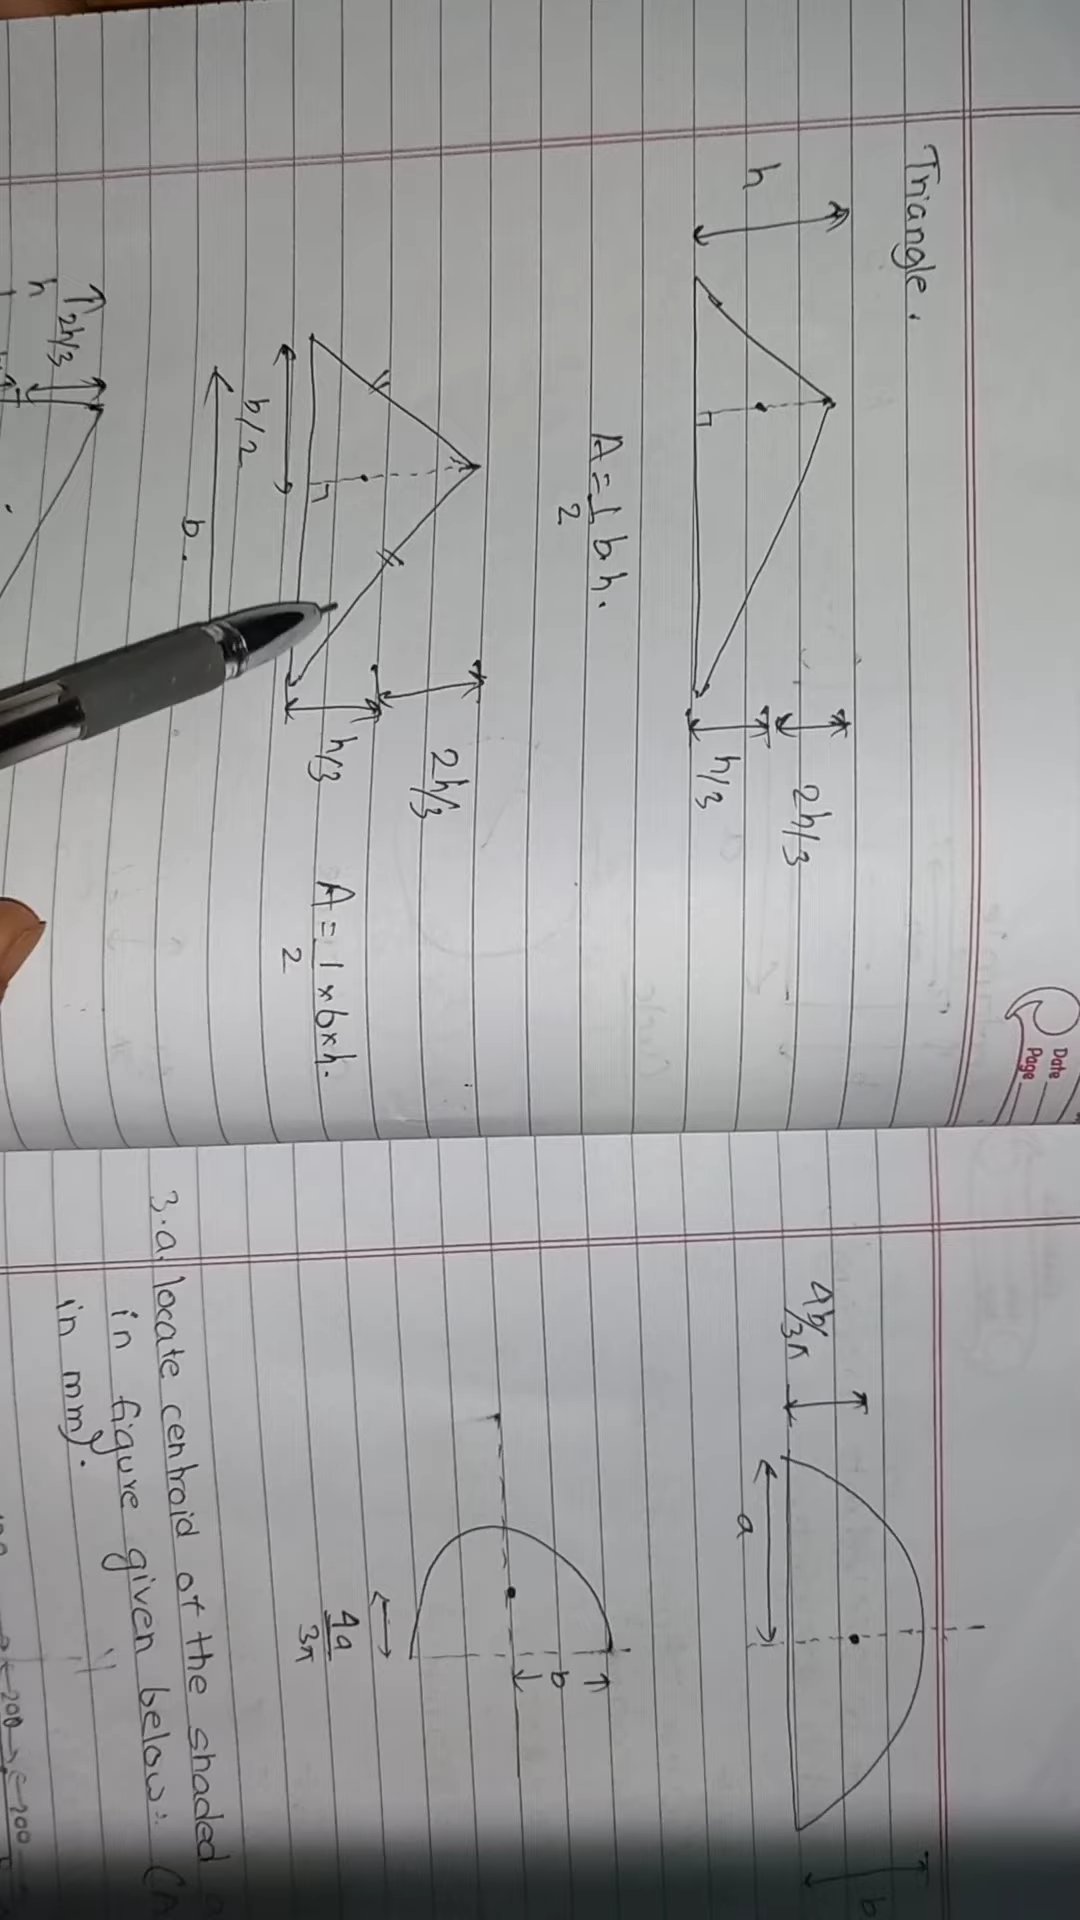 Date
Page
Triangle.
h
2h/3
h/3
A = 1/2 b.h.
2h/3
h/3
b/2
b.
A = 1/2 × b × h.
2h/3
h
4b/3π
a
b
b
4a/3π
3.a. locate centroid of the shaded
in figure given below: (A
in mm).
200